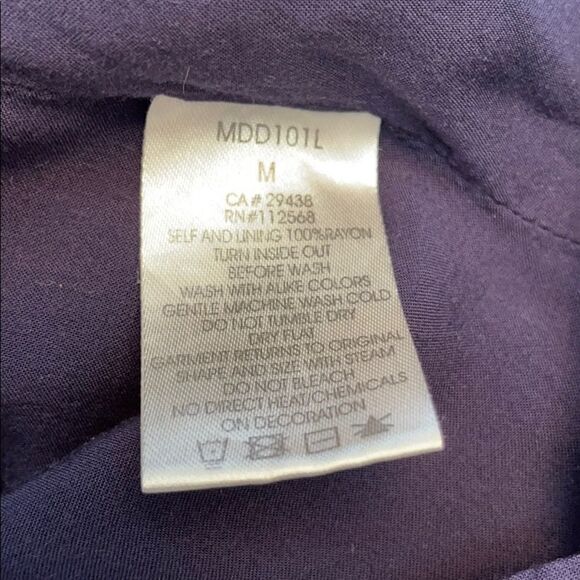 MDD101L
M
CA# 29438
RN#112568
SELF AND LINING 100%RAYON
TURN INSIDE OUT
BEFORE WASH
WASH WITH ALIKE COLORS
GENTLE MACHINE WASH COLD
DO NOT TUMBLE DRY
DRY FLAT
GARMENT RETURNS TO ORIGINAL
SHAPE AND SIZE WITH STEAM
DO NOT BLEACH
NO DIRECT HEAT/CHEMICALS
ON DECORATION